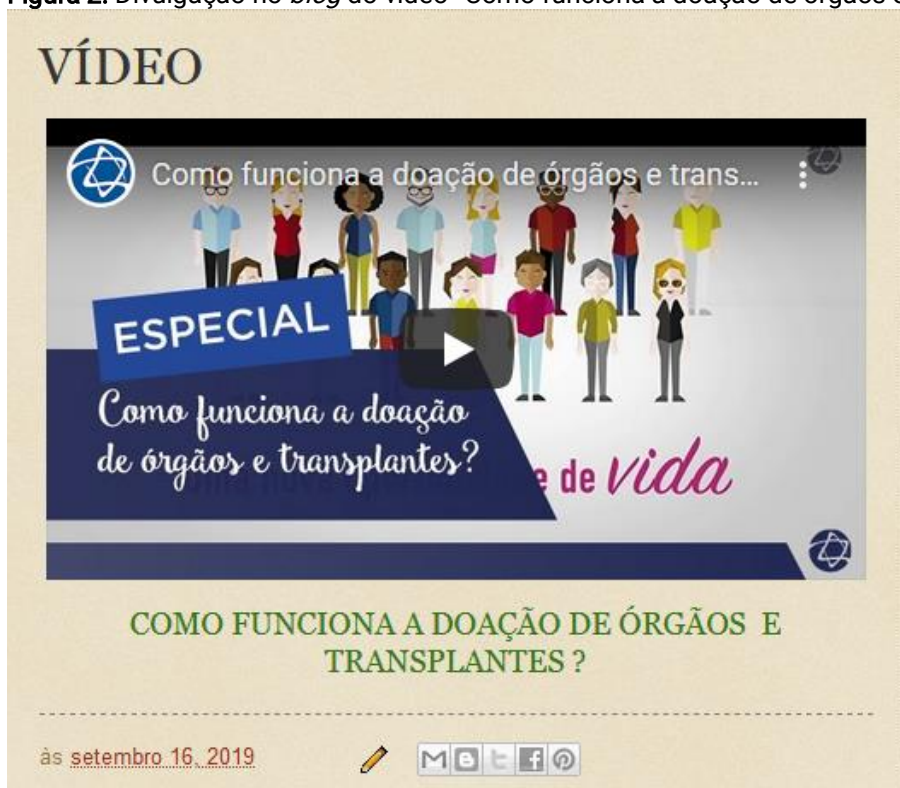 Figura 2. Divulgação no blog do vídeo "Como funciona a doação de órgãos e
VÍDEO
Como funciona a doação de órgãos e trans...
ESPECIAL
Como funciona a doação
de órgãos e transplantes?
de vida
COMO FUNCIONA A DOAÇÃO DE ÓRGÃOS E
TRANSPLANTES ?
às setembro 16, 2019